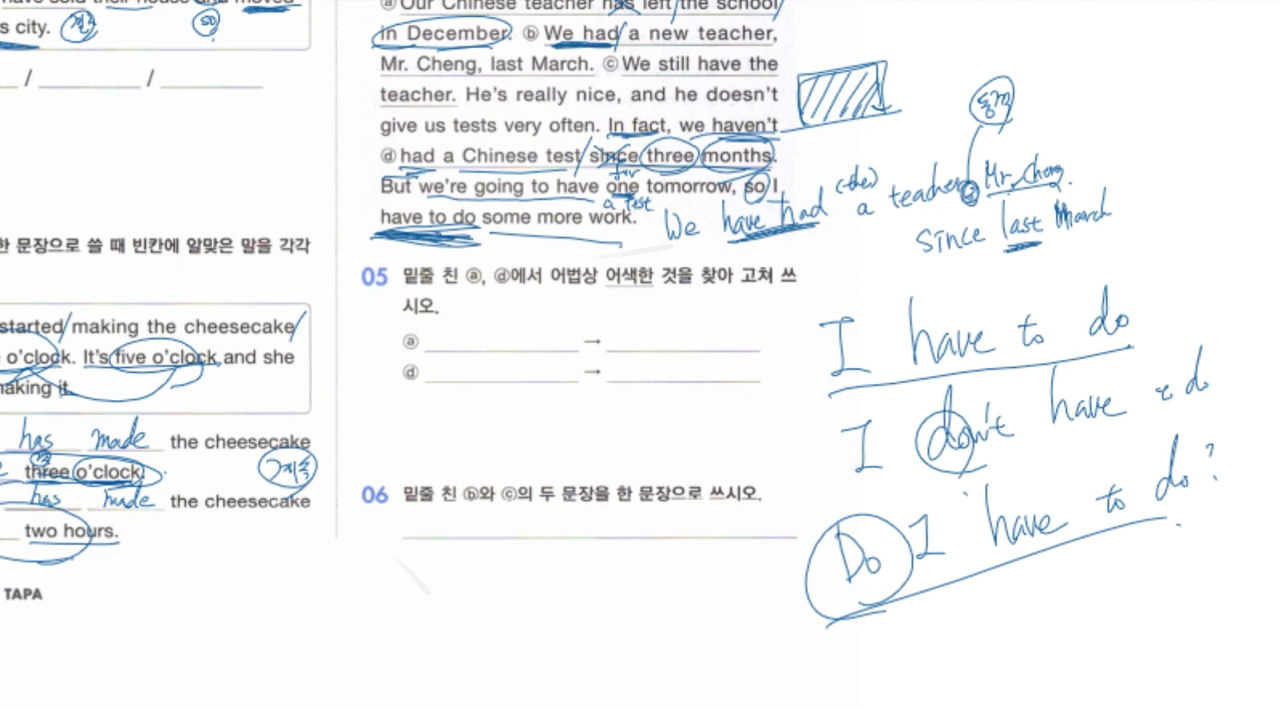 have sold their house and moved
s city.
완료
/ /
한 문장으로 쓸 때 빈칸에 알맞은 말을 각각
started making the cheesecake
o'clock. It's five o'clock and she
making it.
has made the cheesecake
three o'clock.
계속
has made the cheesecake
two hours.
TAPA
ⓐ Our Chinese teacher has left the school
in December. ⓑ We had a new teacher,
Mr. Cheng, last March. ⓒ We still have the
teacher. He's really nice, and he doesn't
give us tests very often. In fact, we haven't
ⓓ had a Chinese test since three months.
for
But we're going to have one tomorrow, so I
a test
have to do some more work.
05 밑줄 친 ⓐ, ⓓ에서 어법상 어색한 것을 찾아 고쳐 쓰
시오.
ⓐ →
ⓓ →
06 밑줄 친 ⓑ와 ⓒ의 두 문장을 한 문장으로 쓰시오.
동격
We have had a (the) teacher, Mr. Cheng
since last March
I have to do
I don't have to do
Do I have to do?